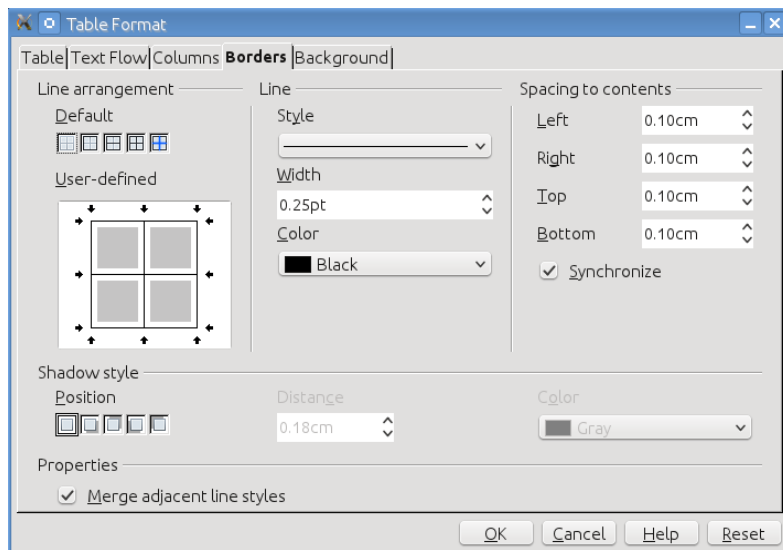 Table Format
Table Text Flow Columns Borders Background
Line arrangement
Default
User-defined
Line
Style
Width
0.25pt
Color
Black
Spacing to contents
Left 0.10cm
Right 0.10cm
Top 0.10cm
Bottom 0.10cm
Synchronize
Shadow style
Position
Distance
0.18cm
Color
Gray
Properties
Merge adjacent line styles
OK Cancel Help Reset